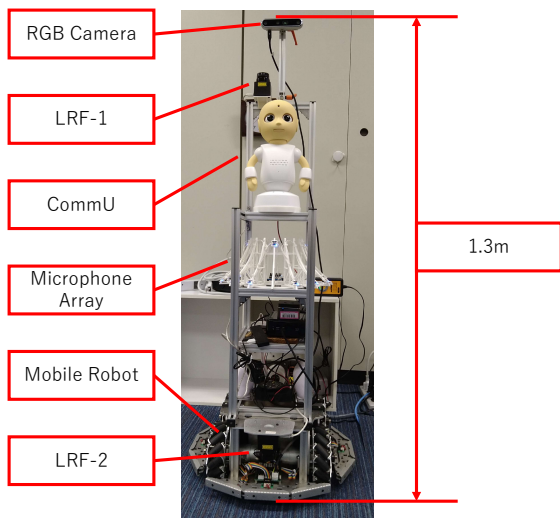 RGB Camera
LRF-1
CommU
1.3m
Microphone
Array
Mobile Robot
LRF-2